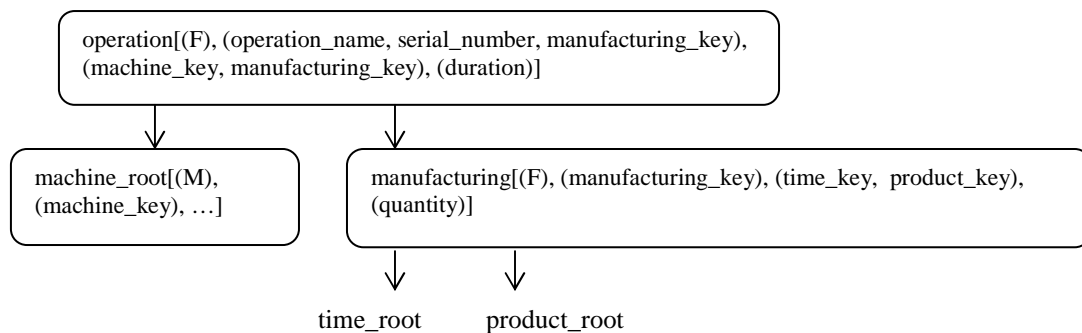 operation[(F), (operation_name, serial_number, manufacturing_key),
(machine_key, manufacturing_key), (duration)]
machine_root[(M),
(machine_key), …]
manufacturing[(F), (manufacturing_key), (time_key, product_key),
(quantity)]
time_root product_root